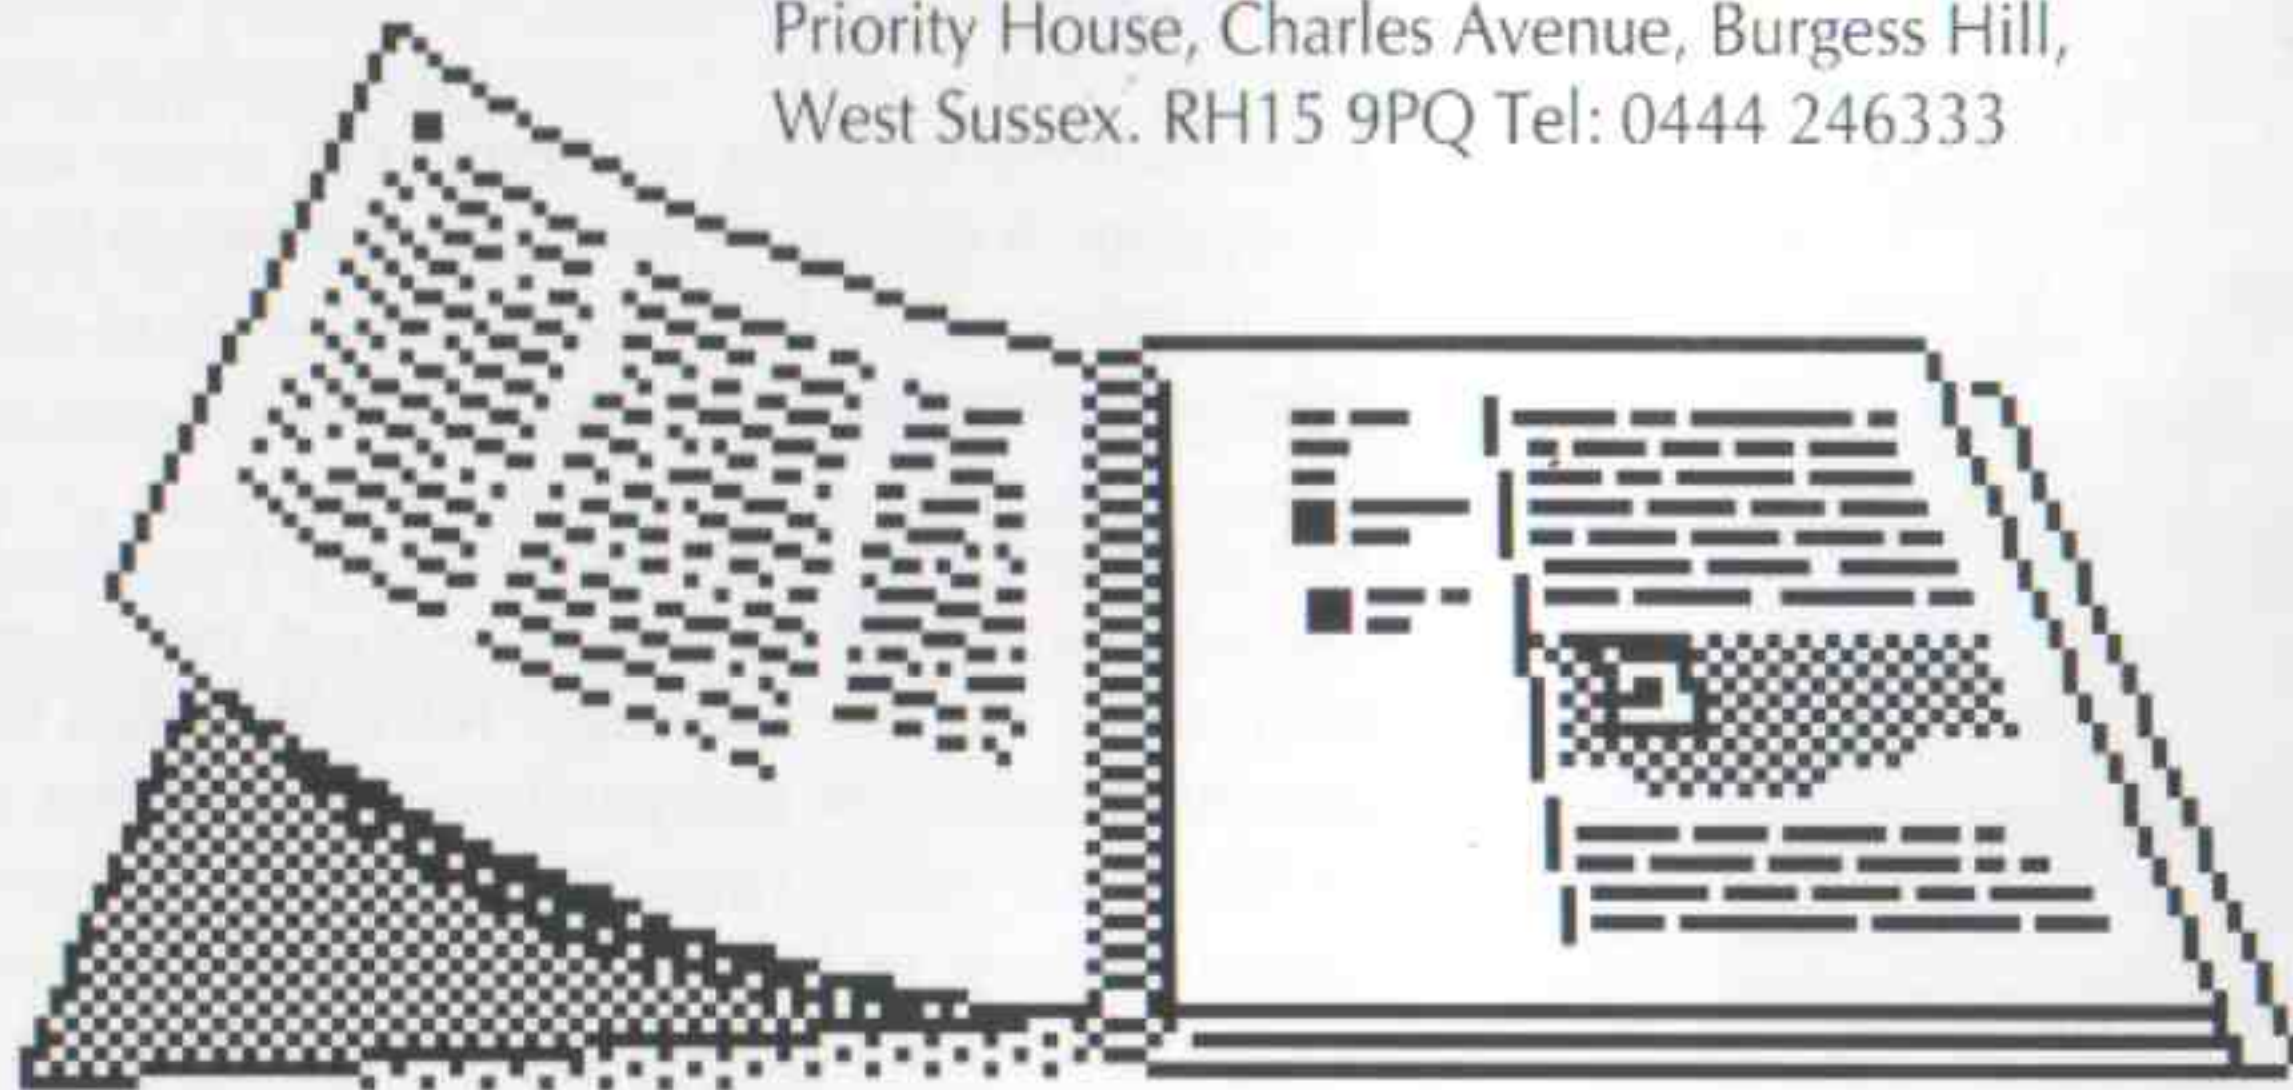 Priority House, Charles Avenue, Burgess Hill,
West Sussex. RH15 9PQ Tel: 0444 246333